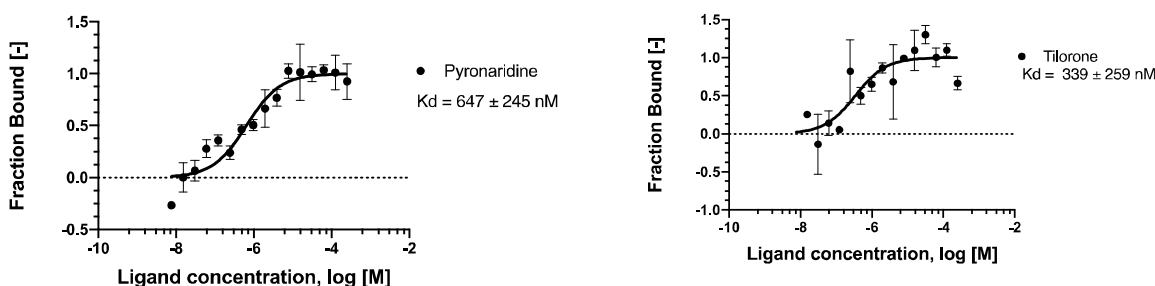 1.5
1.0
0.5
0.0
-0.5
-10
-8
-6
-4
-2
Fraction Bound [-]
Ligand concentration, log [M]
Pyronaridine
Kd = 647 ± 245 nM
1.5
1.0
0.5
0.0
-0.5
-1.0
-10
-8
-6
-4
-2
Fraction Bound [-]
Ligand concentration, log [M]
Tilorone
Kd = 339 ± 259 nM